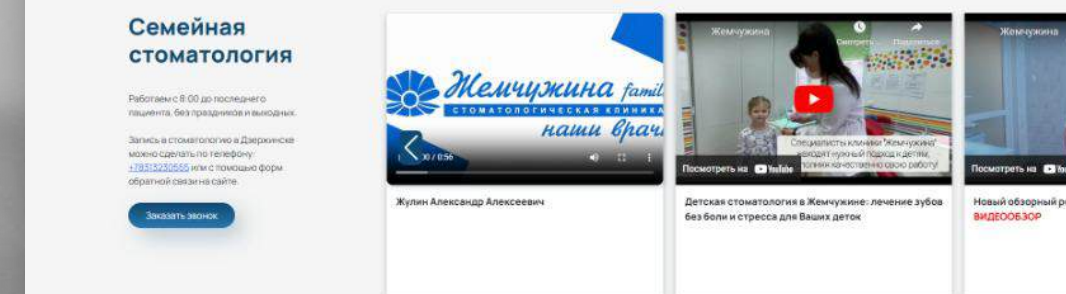 Семейная
стоматология
Работаем с 8:00 до последнего
пациента, без праздников и выходных.
Запись в стоматологию в Дзержинске
можно сделать по телефону:
+78313230555 или с помощью форм
обратной связи на сайте.
Заказать звонок
Жемчужина famil
СТОМАТОЛОГИЧЕСКАЯ КЛИНИКА
наши врачи
/ 0:56
Жулин Александр Алексеевич
Жемчужина
Смотреть ...
Поделиться
Специалисты клиники "Жемчужина"
находят нужный подход к детям,
качественно свою работу!
Посмотреть на YouTube
Детская стоматология в Жемчужине: лечение зубов
без боли и стресса для Ваших деток
Жемчужина
Посмотреть на
Новый обзорный
ВИДЕООБЗОР